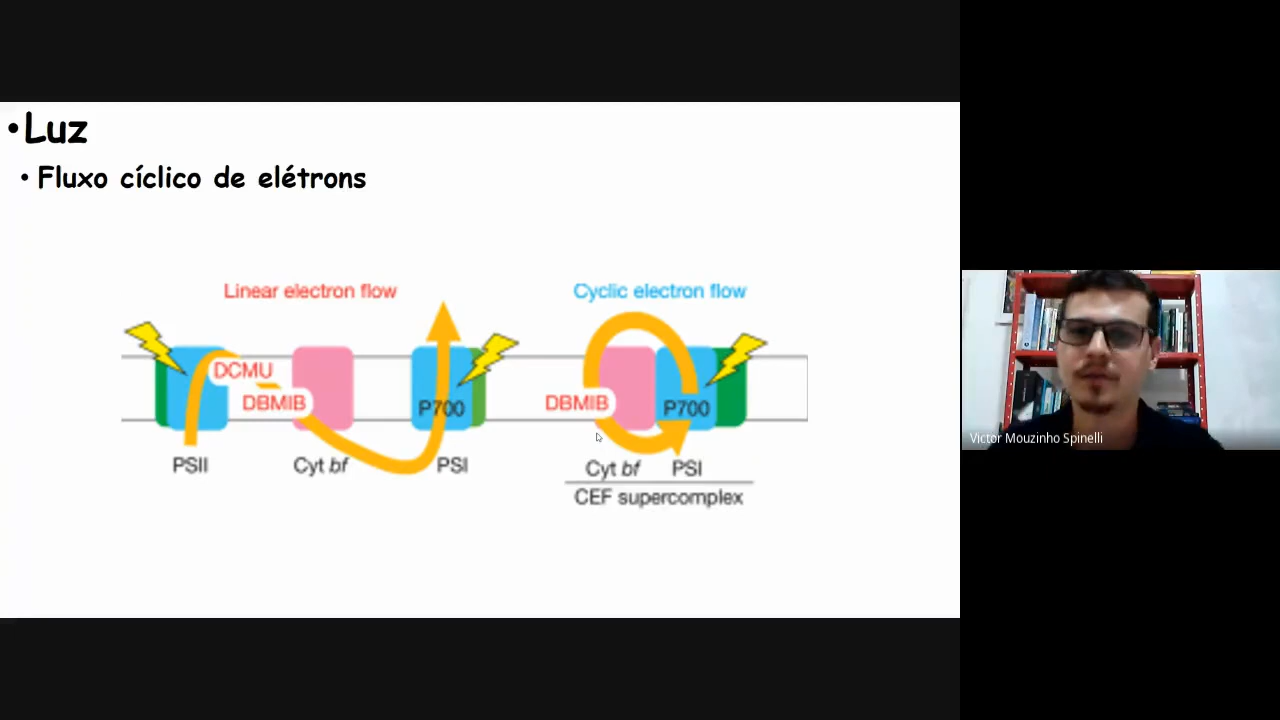 •Luz
• Fluxo cíclico de elétrons
Linear electron flow
Cyclic electron flow
DCMU
DBMIB
P700
DBMIB
P700
PSII
Cyt bf
PSI
Cyt bf
PSI
CEF supercomplex
Victor Mouzinho Spinelli